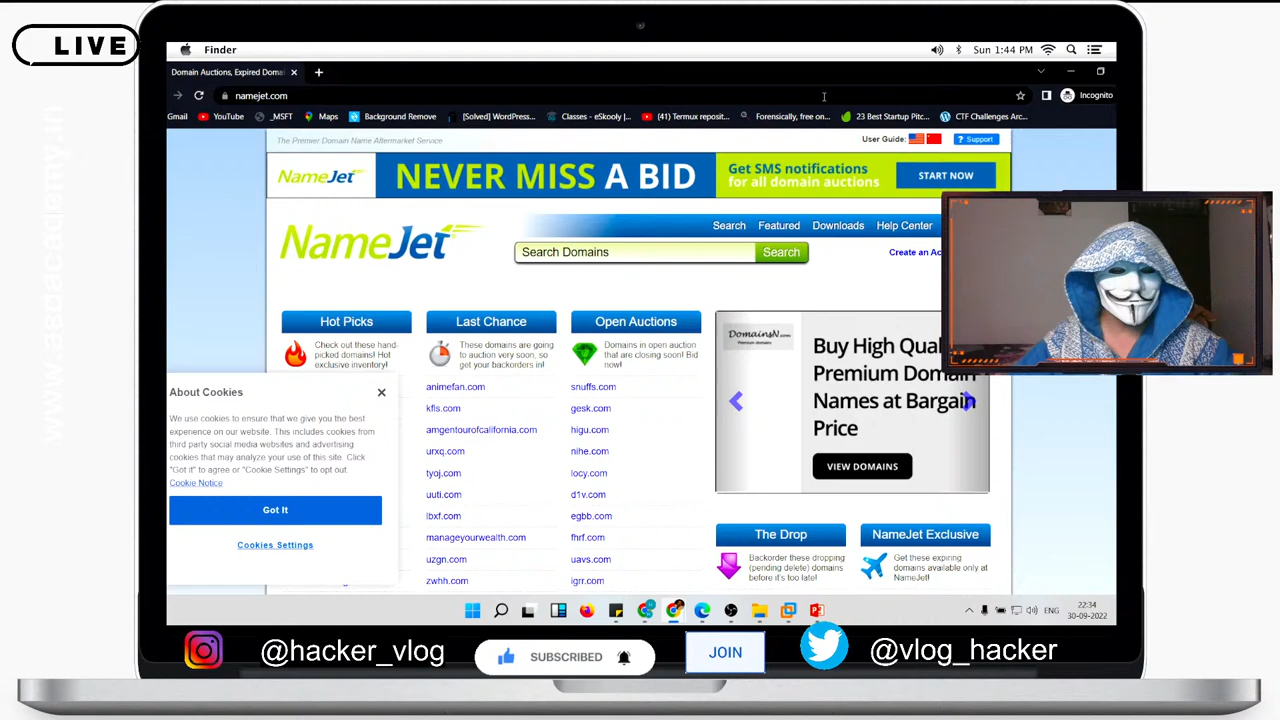 LIVE
Finder
Sun 1:44 PM
Domain Auctions, Expired Doma
namejet.com
Incognito
Gmail
YouTube
_MSFT
Maps
Background Remove
[Solved] WordPress...
Classes - eSkooly |...
(41) Termux reposit...
Forensically, free on...
23 Best Startup Pitc...
CTF Challenges Arc...
The Premier Domain Name Aftermarket Service
User Guide:
? Support
NameJet
NEVER MISS A BID
Get SMS notifications
for all domain auctions
START NOW
NameJet
Search Featured Downloads Help Center
Search Domains
Search
Create an Ac
Hot Picks
Check out these hand-
picked domains! Hot
exclusive inventory!
Last Chance
These domains are going
to auction very soon, so
get your backorders in!
animefan.com
kfls.com
amgentourofcalifornia.com
urxq.com
tyoj.com
uuti.com
lbxf.com
manageyourwealth.com
uzgn.com
zwhh.com
Open Auctions
Domains in open auction
that are closing soon! Bid
now!
snuffs.com
gesk.com
higu.com
nihe.com
locy.com
d1v.com
egbb.com
fhrf.com
uavs.com
igrr.com
DomainsN.com
Premium domains
Buy High Qual
Premium Domain
Names at Bargain
Price
VIEW DOMAINS
The Drop
Backorder these dropping
(pending delete) domains
before it's too late!
NameJet Exclusive
Get these expiring
domains available only at
NameJet!
About Cookies
We use cookies to ensure that we give you the best
experience on our website. This includes cookies from
third party social media websites and advertising
cookies that may analyze your use of this site. Click
"Got it" to agree or "Cookie Settings" to opt out.
Cookie Notice
Got It
Cookies Settings
ENG
22:34
30-09-2022
@hacker_vlog
SUBSCRIBED
JOIN
@vlog_hacker